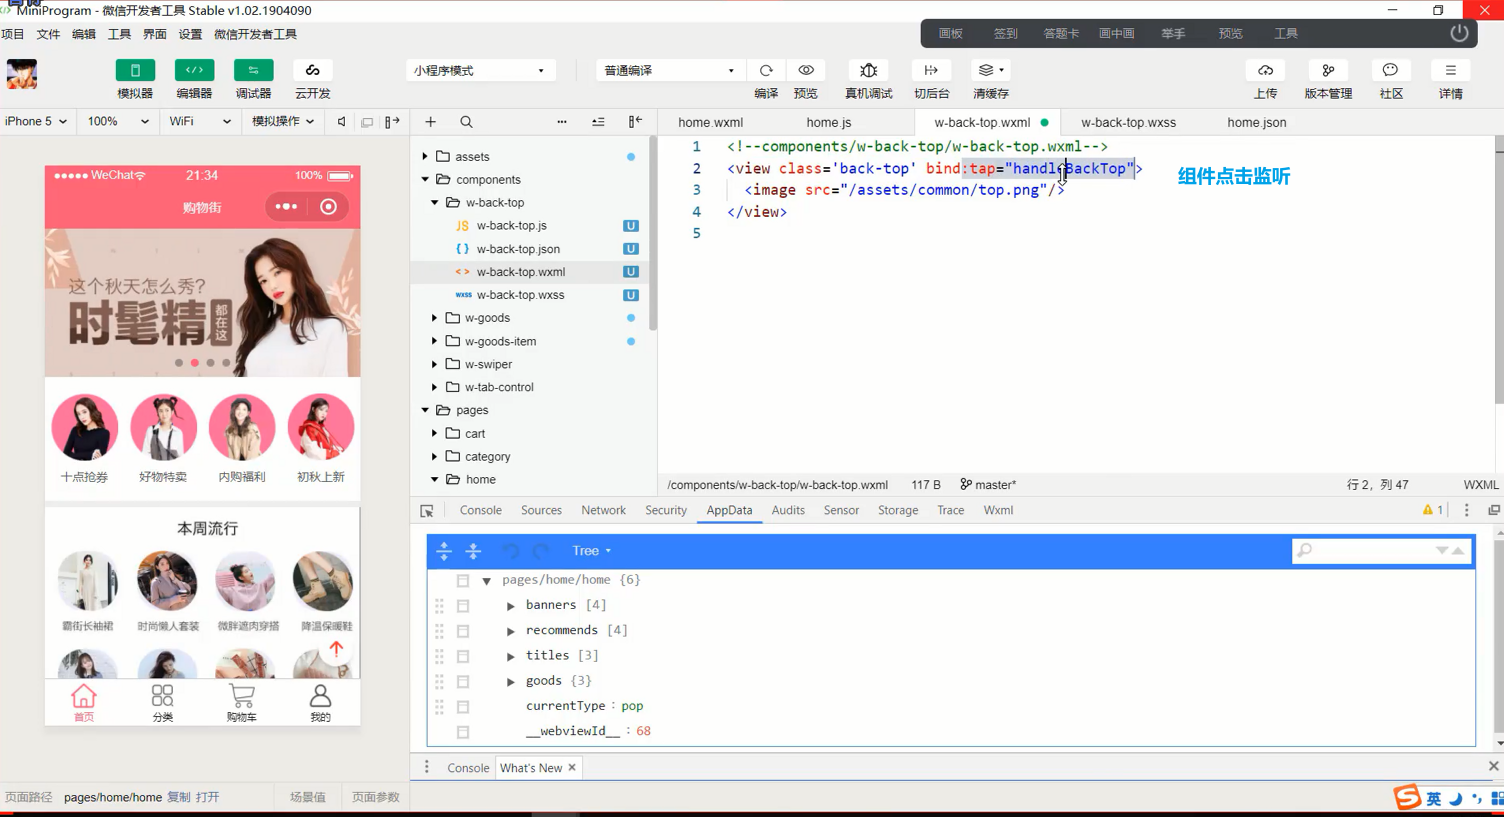 MiniProgram - 微信开发者工具 Stable v1.02.1904090
项目 文件 编辑 工具 界面 设置 微信开发者工具
画板 签到 答题卡 画中画 举手 预览 工具
小程序模式 普通编译
模拟器 编辑器 调试器 云开发 编译 预览 真机调试 切后台 清缓存 上传 版本管理 社区 详情
iPhone 5 100% WiFi 模拟操作
home.wxml home.js w-back-top.wxml w-back-top.wxss home.json
WeChat 21:34 100%
购物街
这个秋天怎么秀?
时髦精
都在这
十点抢券 好物特卖 内购福利 初秋上新
本周流行
霸街长袖裙 时尚懒人套装 微胖遮肉穿搭 降温保暖鞋
首页 分类 购物车 我的
assets
components
w-back-top
JS w-back-top.js U
{ } w-back-top.json U
<> w-back-top.wxml U
wxss w-back-top.wxss U
w-goods
w-goods-item
w-swiper
w-tab-control
pages
cart
category
home
1 <!--components/w-back-top/w-back-top.wxml-->
2 <view class='back-top' bind:tap="handleBackTop">
3 <image src="/assets/common/top.png"/>
4 </view>
5
组件点击监听
/components/w-back-top/w-back-top.wxml 117 B master* 行 2，列 47 WXML
Console Sources Network Security AppData Audits Sensor Storage Trace Wxml 1
Tree
pages/home/home {6}
banners [4]
recommends [4]
titles [3]
goods {3}
currentType : pop
__webviewId__ : 68
Console What's New
页面路径 pages/home/home 复制 打开 场景值 页面参数
S 英